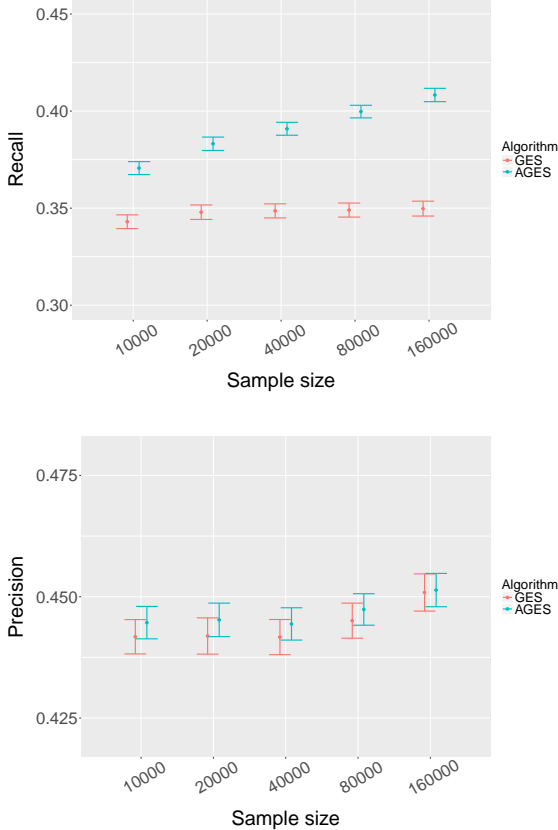 0.45
0.40
0.35
0.30
Recall
10000
20000
40000
80000
160000
Sample size
Algorithm
GES
AGES
0.475
0.450
0.425
Precision
10000
20000
40000
80000
160000
Sample size
Algorithm
GES
AGES